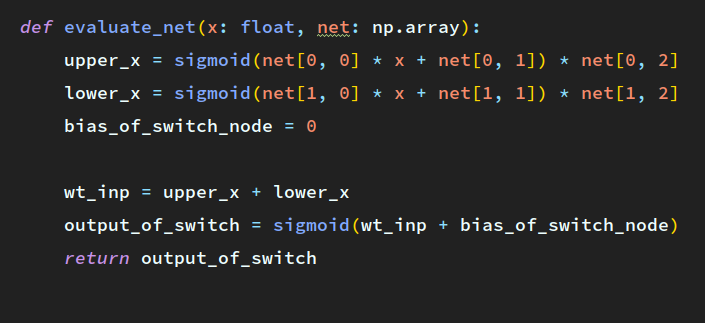 def evaluate_net(x: float, net: np.array):
    upper_x = sigmoid(net[0, 0] * x + net[0, 1]) * net[0, 2]
    lower_x = sigmoid(net[1, 0] * x + net[1, 1]) * net[1, 2]
    bias_of_switch_node = 0
    wt_inp = upper_x + lower_x
    output_of_switch = sigmoid(wt_inp + bias_of_switch_node)
    return output_of_switch